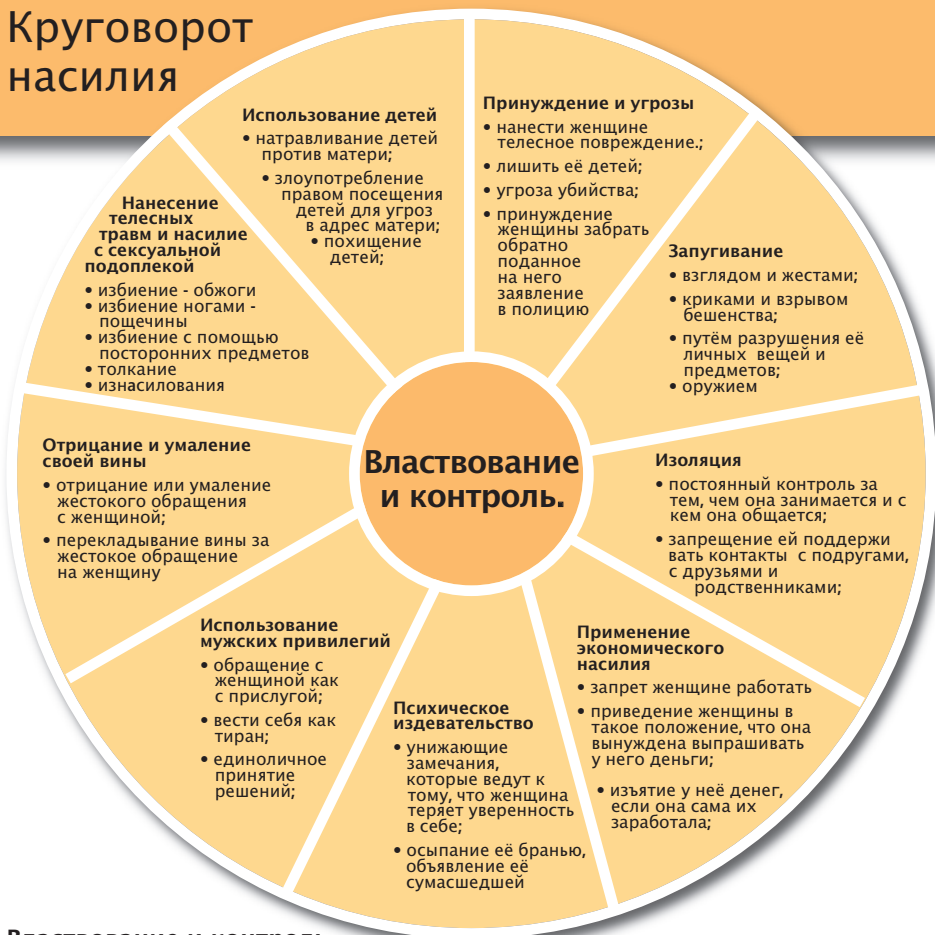 Круговорот
насилия
Использование детей
• натравливание детей
против матери;
• злоупотребление
правом посещения
детей для угроз
в адрес матери;
• похищение
детей;
Принуждение и угрозы
• нанести женщине
телесное повреждение.;
• лишить её детей;
• угроза убийства;
• принуждение
женщины забрать
обратно
поданное
на него
заявление
в полицию
Запугивание
• взглядом и жестами;
• криками и взрывом
бешенства;
• путём разрушения её
личных вещей и
предметов;
• оружием
Изоляция
• постоянный контроль за
тем, чем она занимается и с
кем она общается;
• запрещение ей поддержи
вать контакты с подругами,
с друзьями и
родственниками;
Применение
экономического
насилия
• запрет женщине работать
• приведение женщины в
такое положение, что она
вынуждена выпрашивать
у него деньги;
• изъятие у неё денег,
если она сама их
заработала;
Психическое
издевательство
• унижающие
замечания,
которые ведут к
тому, что женщина
теряет уверенность
в себе;
• осыпание её бранью,
объявление её
сумасшедшей
Использование
мужских привилегий
• обращение с
женщиной как
с прислугой;
• вести себя как
тиран;
• единоличное
принятие
решений;
Отрицание и умаление
своей вины
• отрицание или умаление
жестокого обращения
с женщиной;
• перекладывание вины за
жестокое обращение
на женщину
Нанесение
телесных
травм и насилие
с сексуальной
подоплекой
• избиение - обжоги
• избиение ногами -
пощечины
• избиение с помощью
посторонних предметов
• толкание
• изнасилования
Властвование
и контроль.
Властвование и контроль